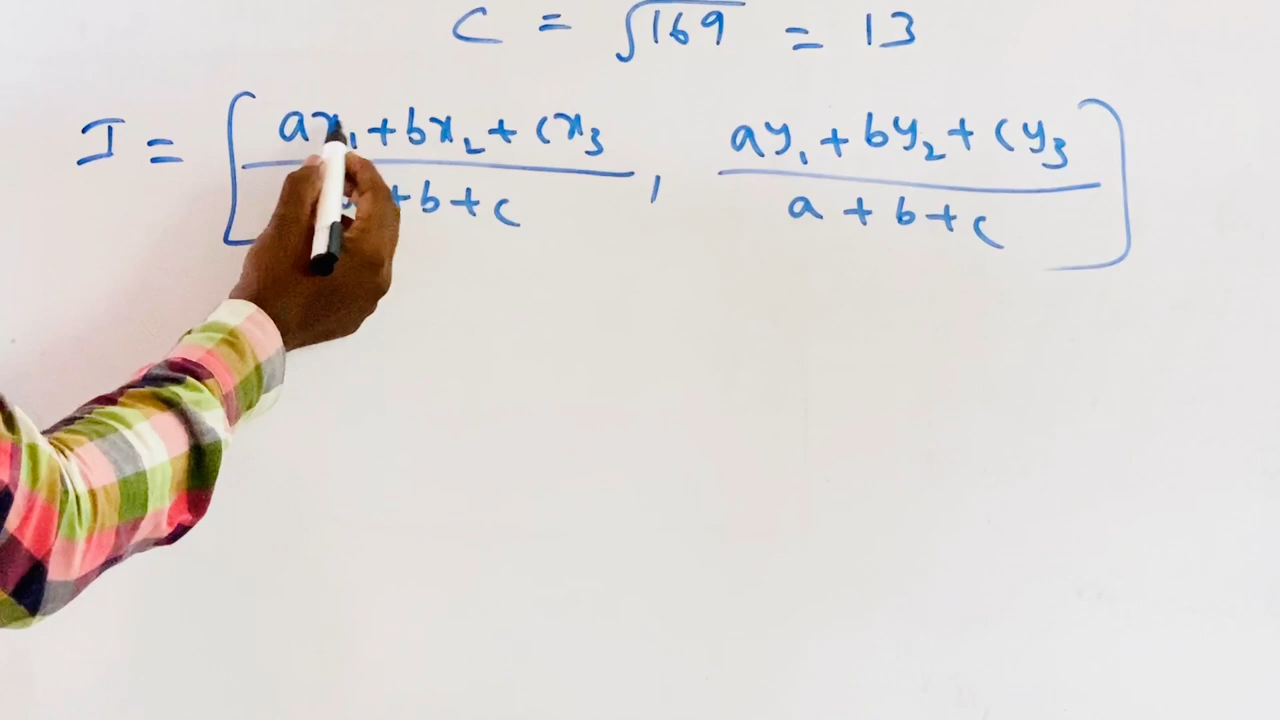 C = √169 = 13
I = [ax₁ + bx₂ + cx₃ / +b+c , ay₁ + by₂ + cy₃ / a + b + c]